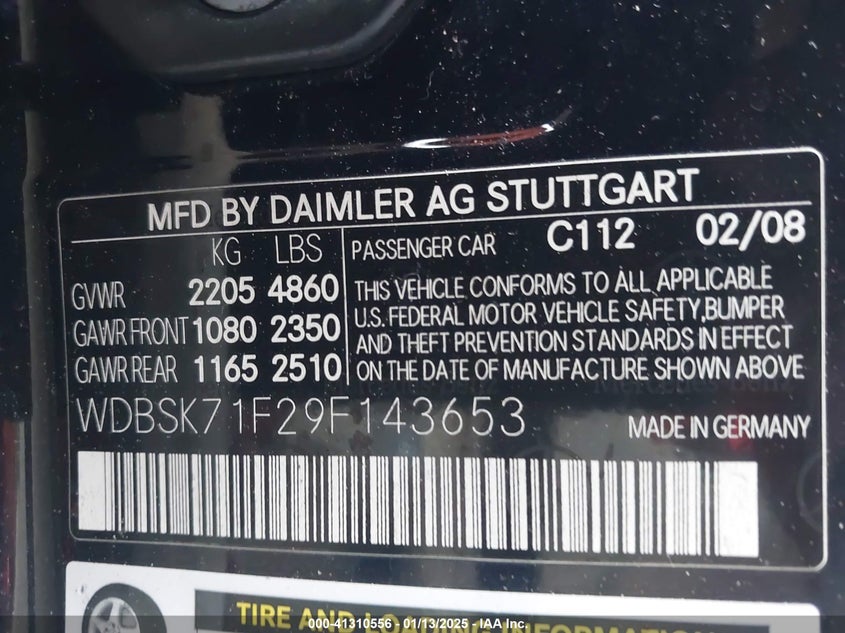 MFD BY DAIMLER AG STUTTGART
KG LBS PASSENGER CAR C112 02/08
GVWR 2205 4860
GAWR FRONT 1080 2350
GAWR REAR 1165 2510
THIS VEHICLE CONFORMS TO ALL APPLICABLE
U.S. FEDERAL MOTOR VEHICLE SAFETY,BUMPER
AND THEFT PREVENTION STANDARDS IN EFFECT
ON THE DATE OF MANUFACTURE SHOWN ABOVE
WDBSK71F29F143653 MADE IN GERMANY
TIRE AND LOADING INFORMATION
000-41310556 - 01/13/2025 - IAA Inc.